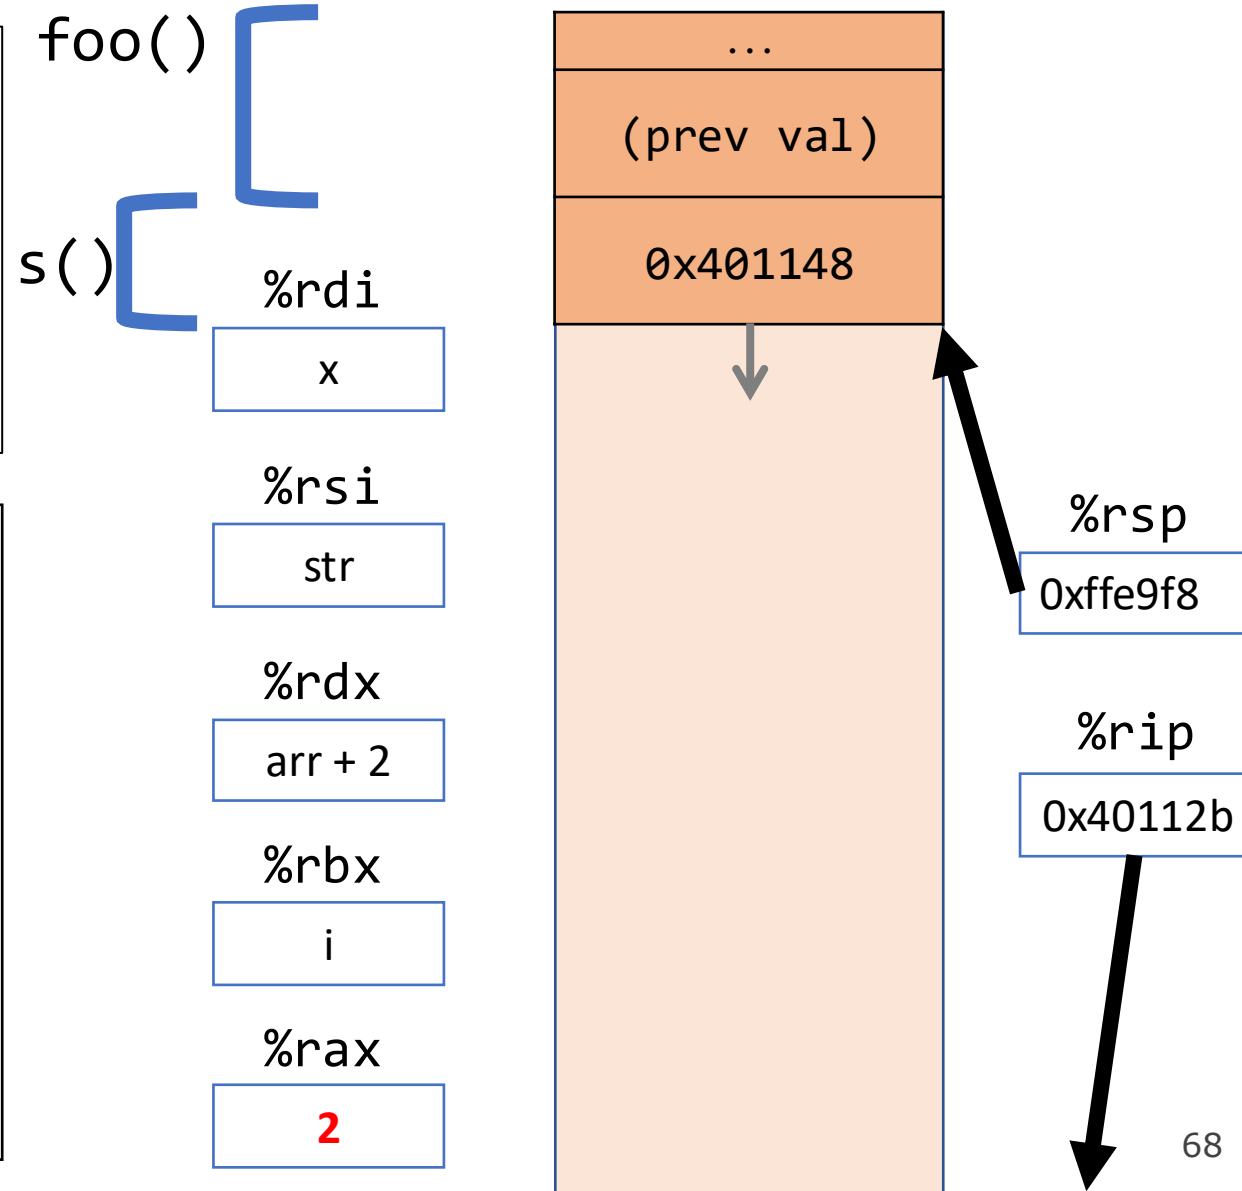 foo()
...
(prev val)
s()
0x401148
%rdi
x
%rsi
str
%rsp
0xffe9f8
%rdx
arr + 2
%rip
0x40112b
%rbx
i
%rax
2
68